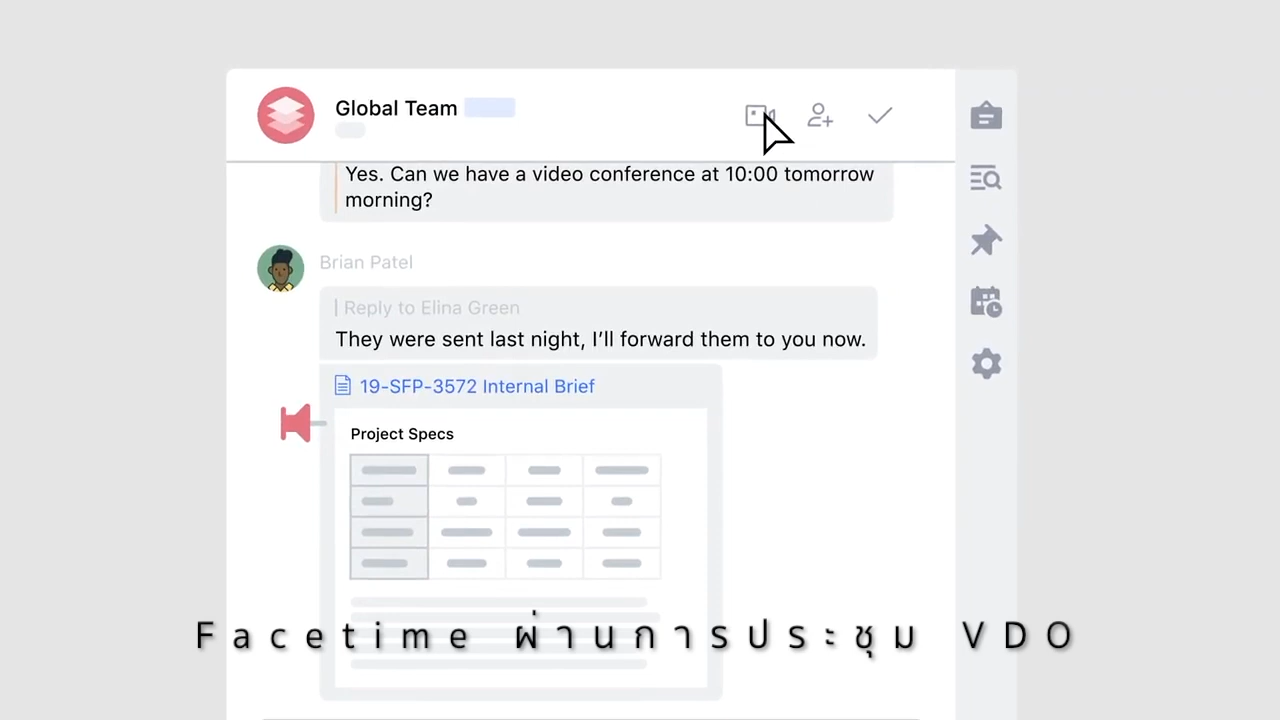 Global Team
Yes. Can we have a video conference at 10:00 tomorrow
morning?
Brian Patel
Reply to Elina Green
They were sent last night, I’ll forward them to you now.
19-SFP-3572 Internal Brief
Project Specs
Facetime ผ่านการประชุม VDO